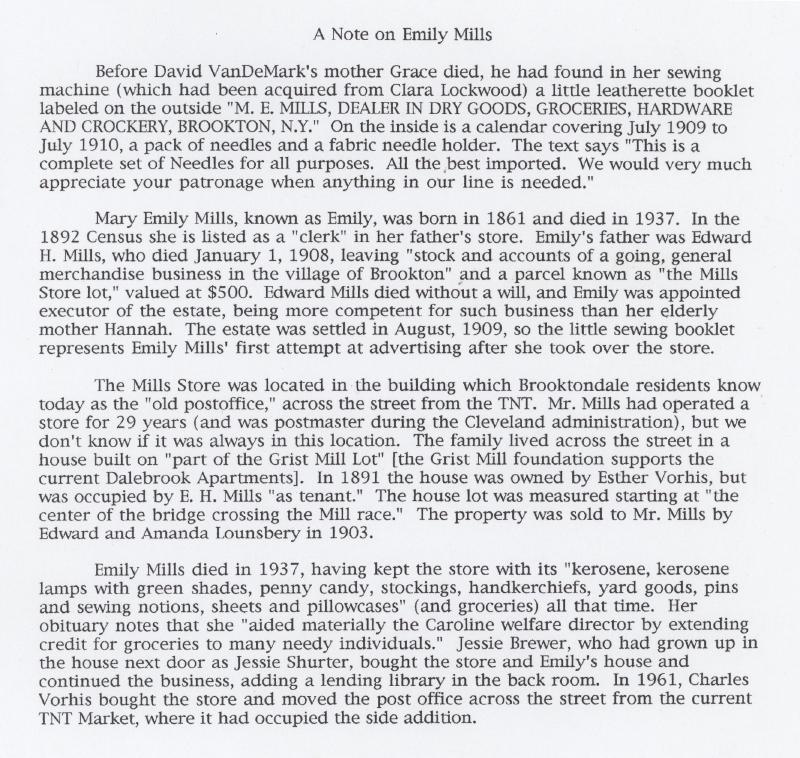 A Note on Emily Mills
Before David VanDeMark's mother Grace died, he had found in her sewing
machine (which had been acquired from Clara Lockwood) a little leatherette booklet
labeled on the outside "M. E. MILLS, DEALER IN DRY GOODS, GROCERIES, HARDWARE
AND CROCKERY, BROOKTON, N.Y." On the inside is a calendar covering July 1909 to
July 1910, a pack of needles and a fabric needle holder. The text says "This is a
complete set of Needles for all purposes. All the best imported. We would very much
appreciate your patronage when anything in our line is needed."
Mary Emily Mills, known as Emily, was born in 1861 and died in 1937. In the
1892 Census she is listed as a "clerk" in her father's store. Emily's father was Edward
H. Mills, who died January 1, 1908, leaving "stock and accounts of a going, general
merchandise business in the village of Brookton" and a parcel known as "the Mills
Store lot," valued at $500. Edward Mills died without a will, and Emily was appointed
executor of the estate, being more competent for such business than her elderly
mother Hannah. The estate was settled in August, 1909, so the little sewing booklet
represents Emily Mills' first attempt at advertising after she took over the store.
The Mills Store was located in the building which Brooktondale residents know
today as the "old postoffice," across the street from the TNT. Mr. Mills had operated a
store for 29 years (and was postmaster during the Cleveland administration), but we
don't know if it was always in this location. The family lived across the street in a
house built on "part of the Grist Mill Lot" [the Grist Mill foundation supports the
current Dalebrook Apartments]. In 1891 the house was owned by Esther Vorhis, but
was occupied by E. H. Mills "as tenant." The house lot was measured starting at "the
center of the bridge crossing the Mill race." The property was sold to Mr. Mills by
Edward and Amanda Lounsbery in 1903.
Emily Mills died in 1937, having kept the store with its "kerosene, kerosene
lamps with green shades, penny candy, stockings, handkerchiefs, yard goods, pins
and sewing notions, sheets and pillowcases" (and groceries) all that time. Her
obituary notes that she "aided materially the Caroline welfare director by extending
credit for groceries to many needy individuals." Jessie Brewer, who had grown up in
the house next door as Jessie Shurter, bought the store and Emily's house and
continued the business, adding a lending library in the back room. In 1961, Charles
Vorhis bought the store and moved the post office across the street from the current
TNT Market, where it had occupied the side addition.